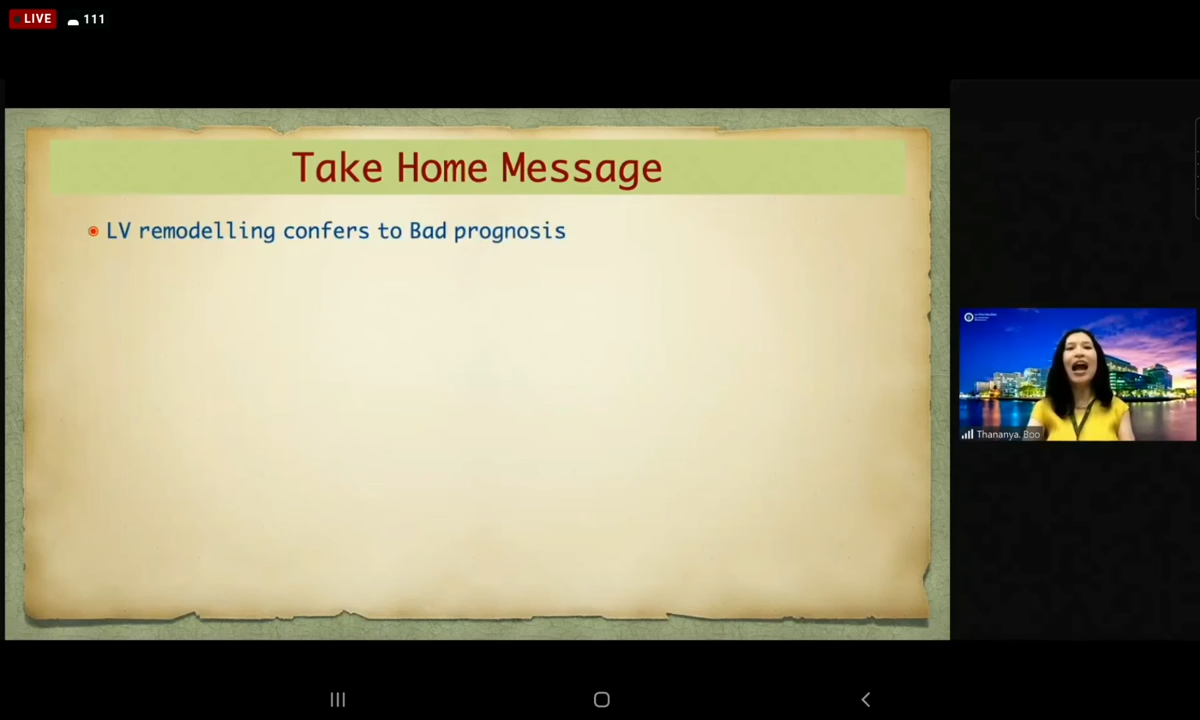 LIVE 111
Take Home Message
LV remodelling confers to Bad prognosis
Thananya. Boo